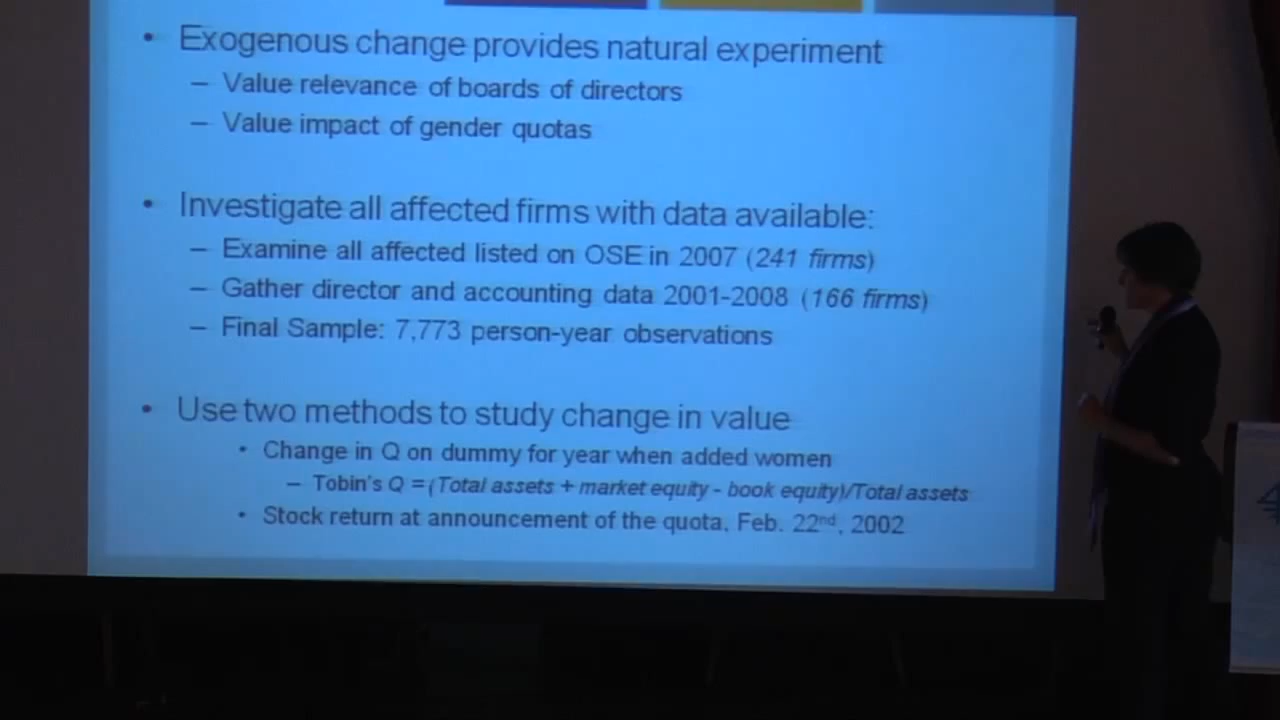 • Exogenous change provides natural experiment
– Value relevance of boards of directors
– Value impact of gender quotas
• Investigate all affected firms with data available:
– Examine all affected listed on OSE in 2007 (241 firms)
– Gather director and accounting data 2001-2008 (166 firms)
– Final Sample: 7,773 person-year observations
• Use two methods to study change in value
• Change in Q on dummy for year when added women
– Tobin's Q =(Total assets + market equity - book equity)/Total assets
• Stock return at announcement of the quota, Feb. 22nd, 2002